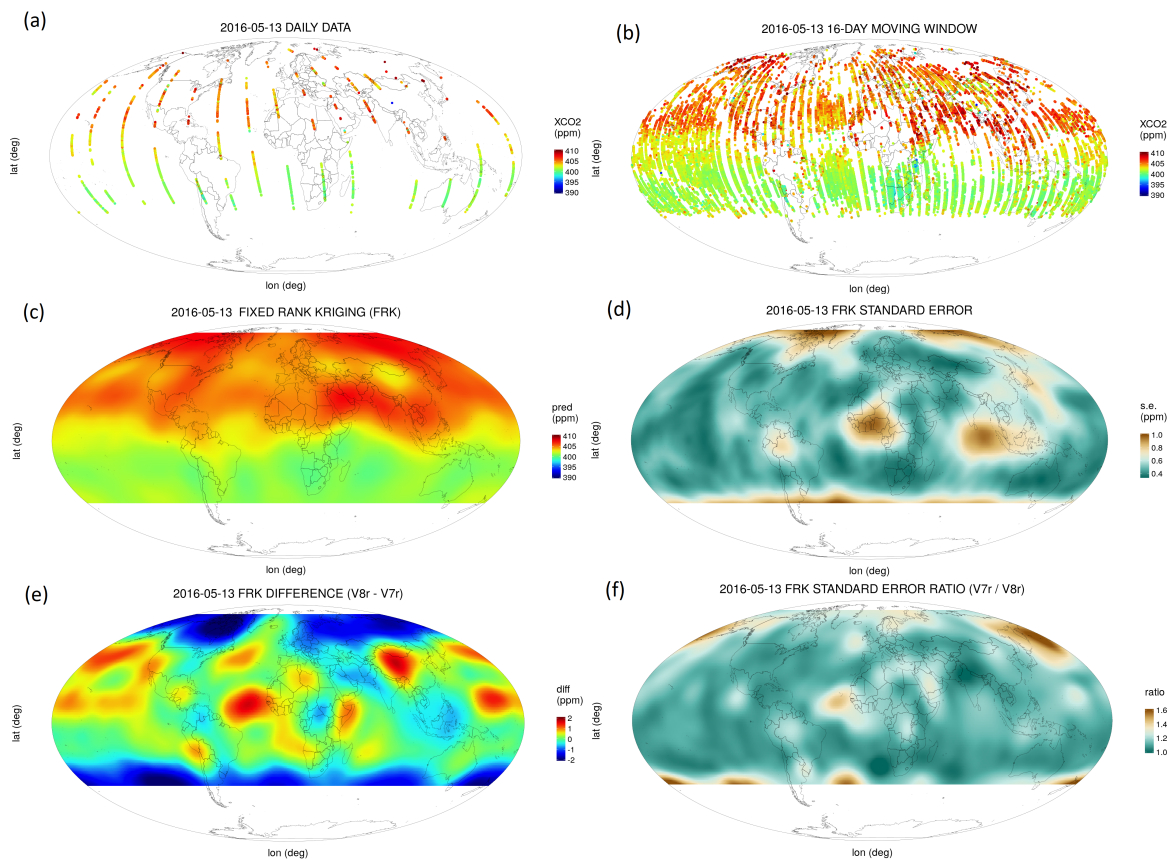 (a)
2016-05-13 DAILY DATA
lat (deg)
XCO2
(ppm)
410
405
400
395
390
lon (deg)
(b)
2016-05-13 16-DAY MOVING WINDOW
lat (deg)
XCO2
(ppm)
410
405
400
395
390
lon (deg)
(c)
2016-05-13 FIXED RANK KRIGING (FRK)
lat (deg)
pred
(ppm)
410
405
400
395
390
lon (deg)
(d)
2016-05-13 FRK STANDARD ERROR
lat (deg)
s.e.
(ppm)
1.0
0.8
0.6
0.4
lon (deg)
(e)
2016-05-13 FRK DIFFERENCE (V8r - V7r)
lat (deg)
diff
(ppm)
2
1
0
-1
-2
lon (deg)
(f)
2016-05-13 FRK STANDARD ERROR RATIO (V7r / V8r)
lat (deg)
ratio
1.6
1.4
1.2
1.0
lon (deg)